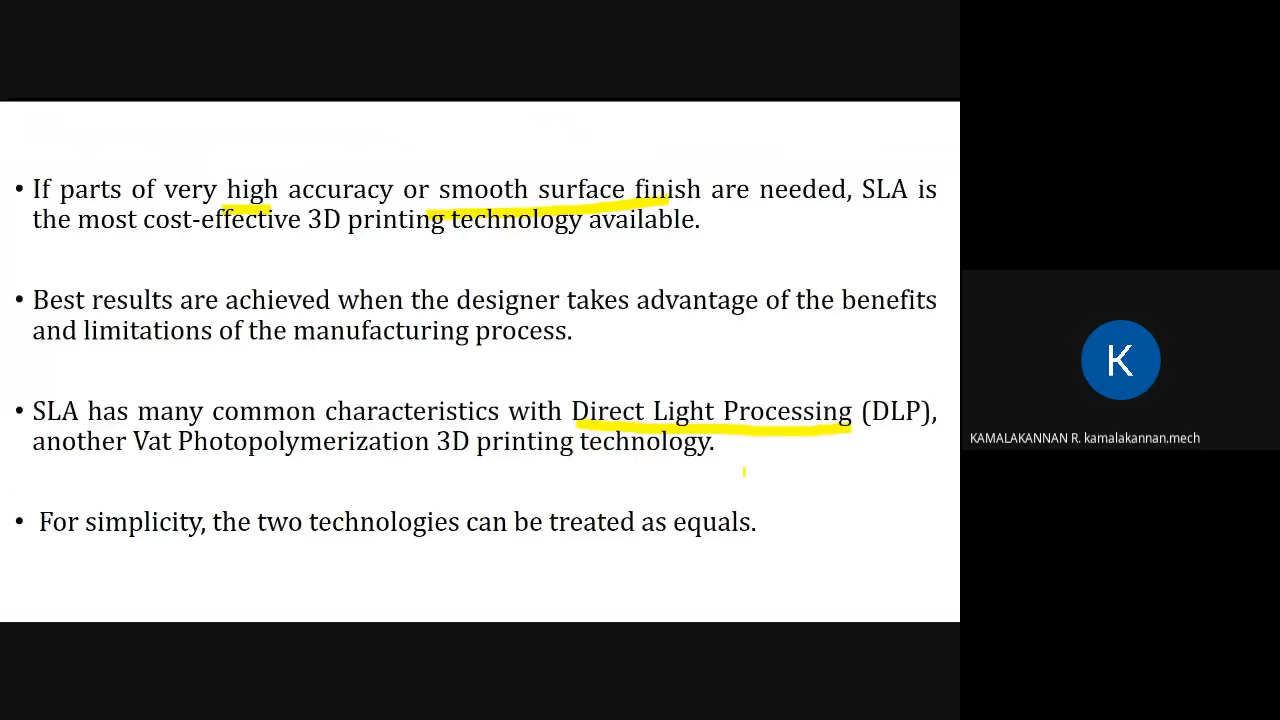 • If parts of very high accuracy or smooth surface finish are needed, SLA is
the most cost-effective 3D printing technology available.
• Best results are achieved when the designer takes advantage of the benefits
and limitations of the manufacturing process.
• SLA has many common characteristics with Direct Light Processing (DLP),
another Vat Photopolymerization 3D printing technology.
• For simplicity, the two technologies can be treated as equals.
K
KAMALAKANNAN R. kamalakannan.mech